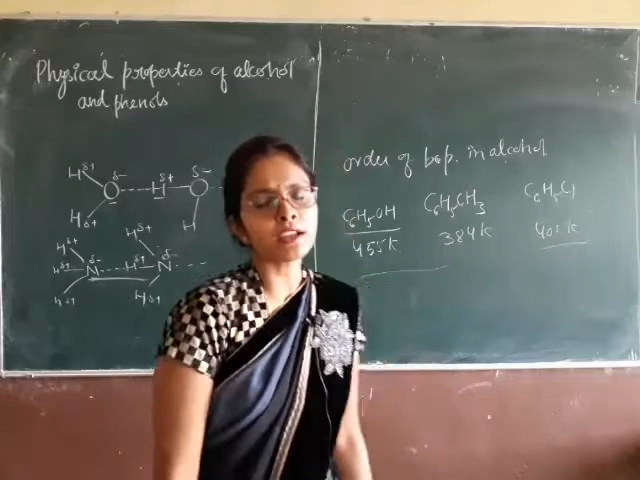 Physical properties of alcohol
and phenols
H δ+ δ- δ+ δ-
O ---- H — O
H δ+ H
H δ+ H δ+
H δ+ N δ- --- H δ+ N δ- ---
H δ+ H δ+
order of b.p. in alcohol
C6H5OH C6H5CH3 C6H5Cl
455k 384k 405k